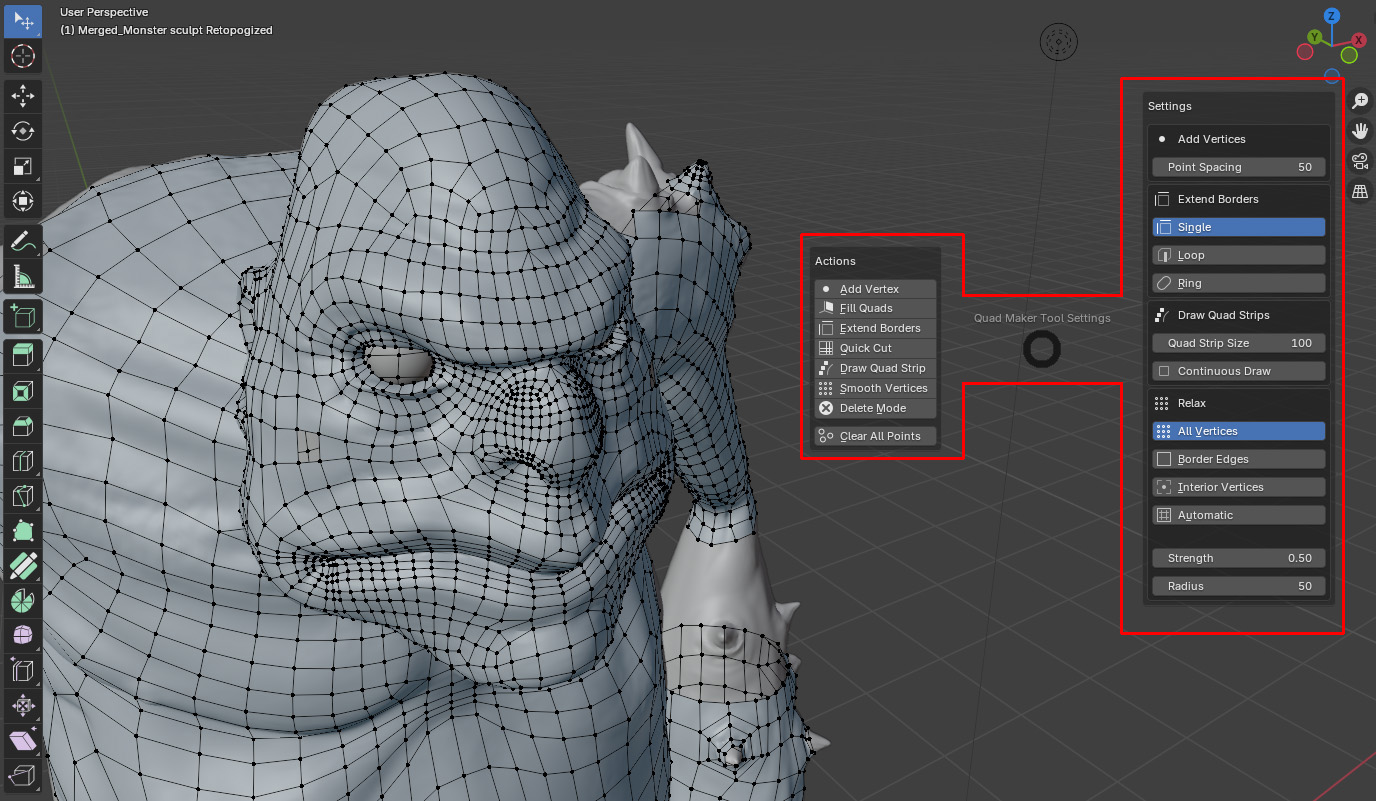 User Perspective
(1) Merged_Monster sculpt Retopogized
Z
Y
X
Actions
Add Vertex
Fill Quads
Extend Borders
Quick Cut
Draw Quad Strip
Smooth Vertices
Delete Mode
Clear All Points
Quad Maker Tool Settings
Settings
Add Vertices
Point Spacing 50
Extend Borders
Single
Loop
Ring
Draw Quad Strips
Quad Strip Size 100
Continuous Draw
Relax
All Vertices
Border Edges
Interior Vertices
Automatic
Strength 0.50
Radius 50